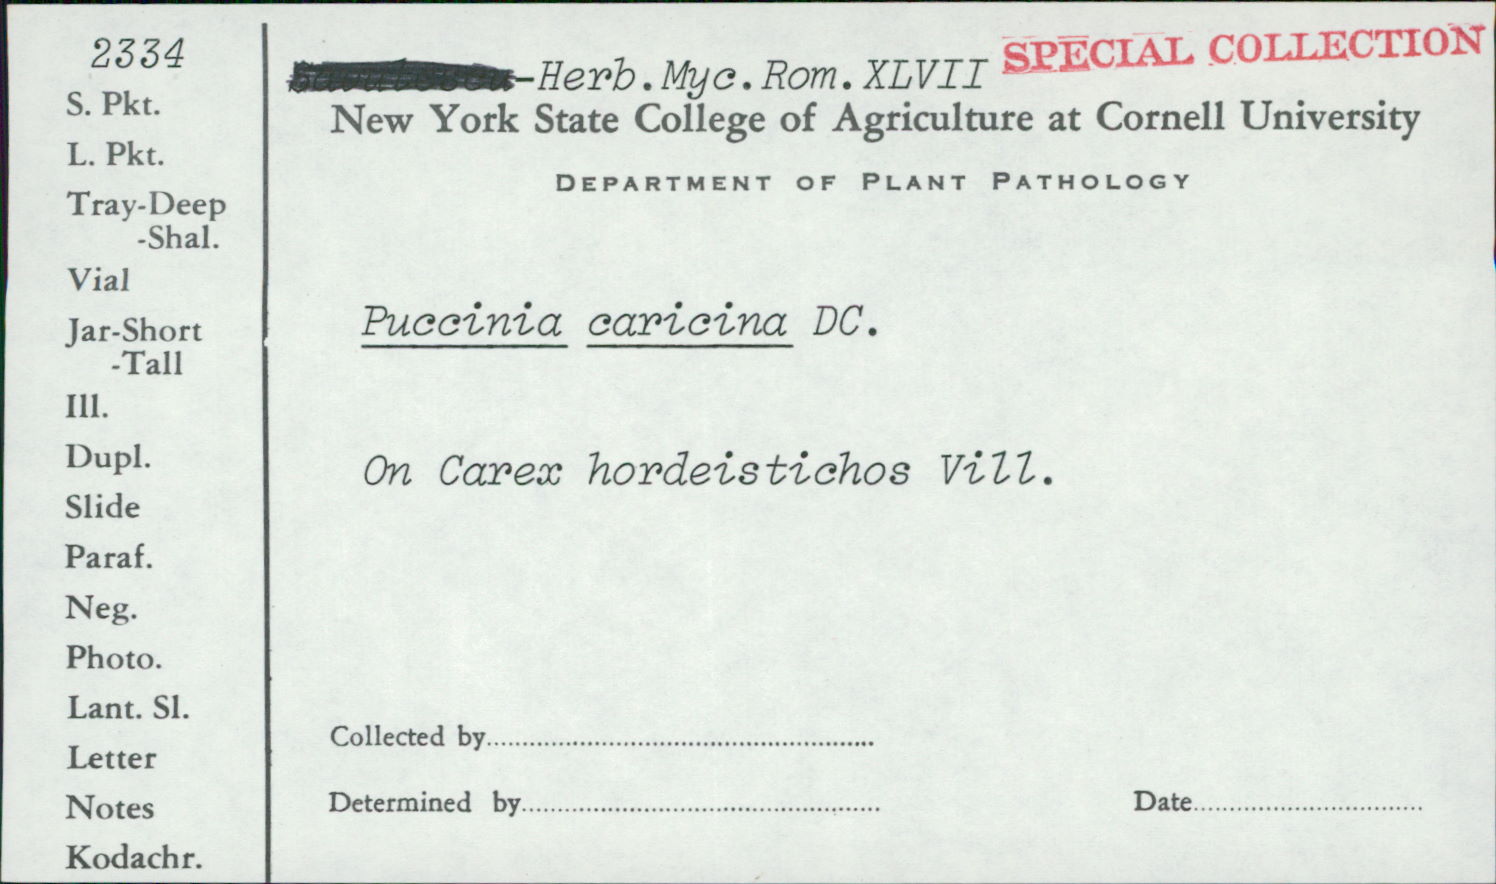 2334
S. Pkt.
L. Pkt.
Tray-Deep
-Shal.
Vial
Jar-Short
-Tall
Ill.
Dupl.
Slide
Paraf.
Neg.
Photo.
Lant. Sl.
Letter
Notes
Kodachr.
-Herb.Myc.Rom.XLVII
SPECIAL COLLECTION
New York State College of Agriculture at Cornell University
DEPARTMENT OF PLANT PATHOLOGY
Puccinia caricina DC.
On Carex hordeistichos Vill.
Collected by
Determined by
Date